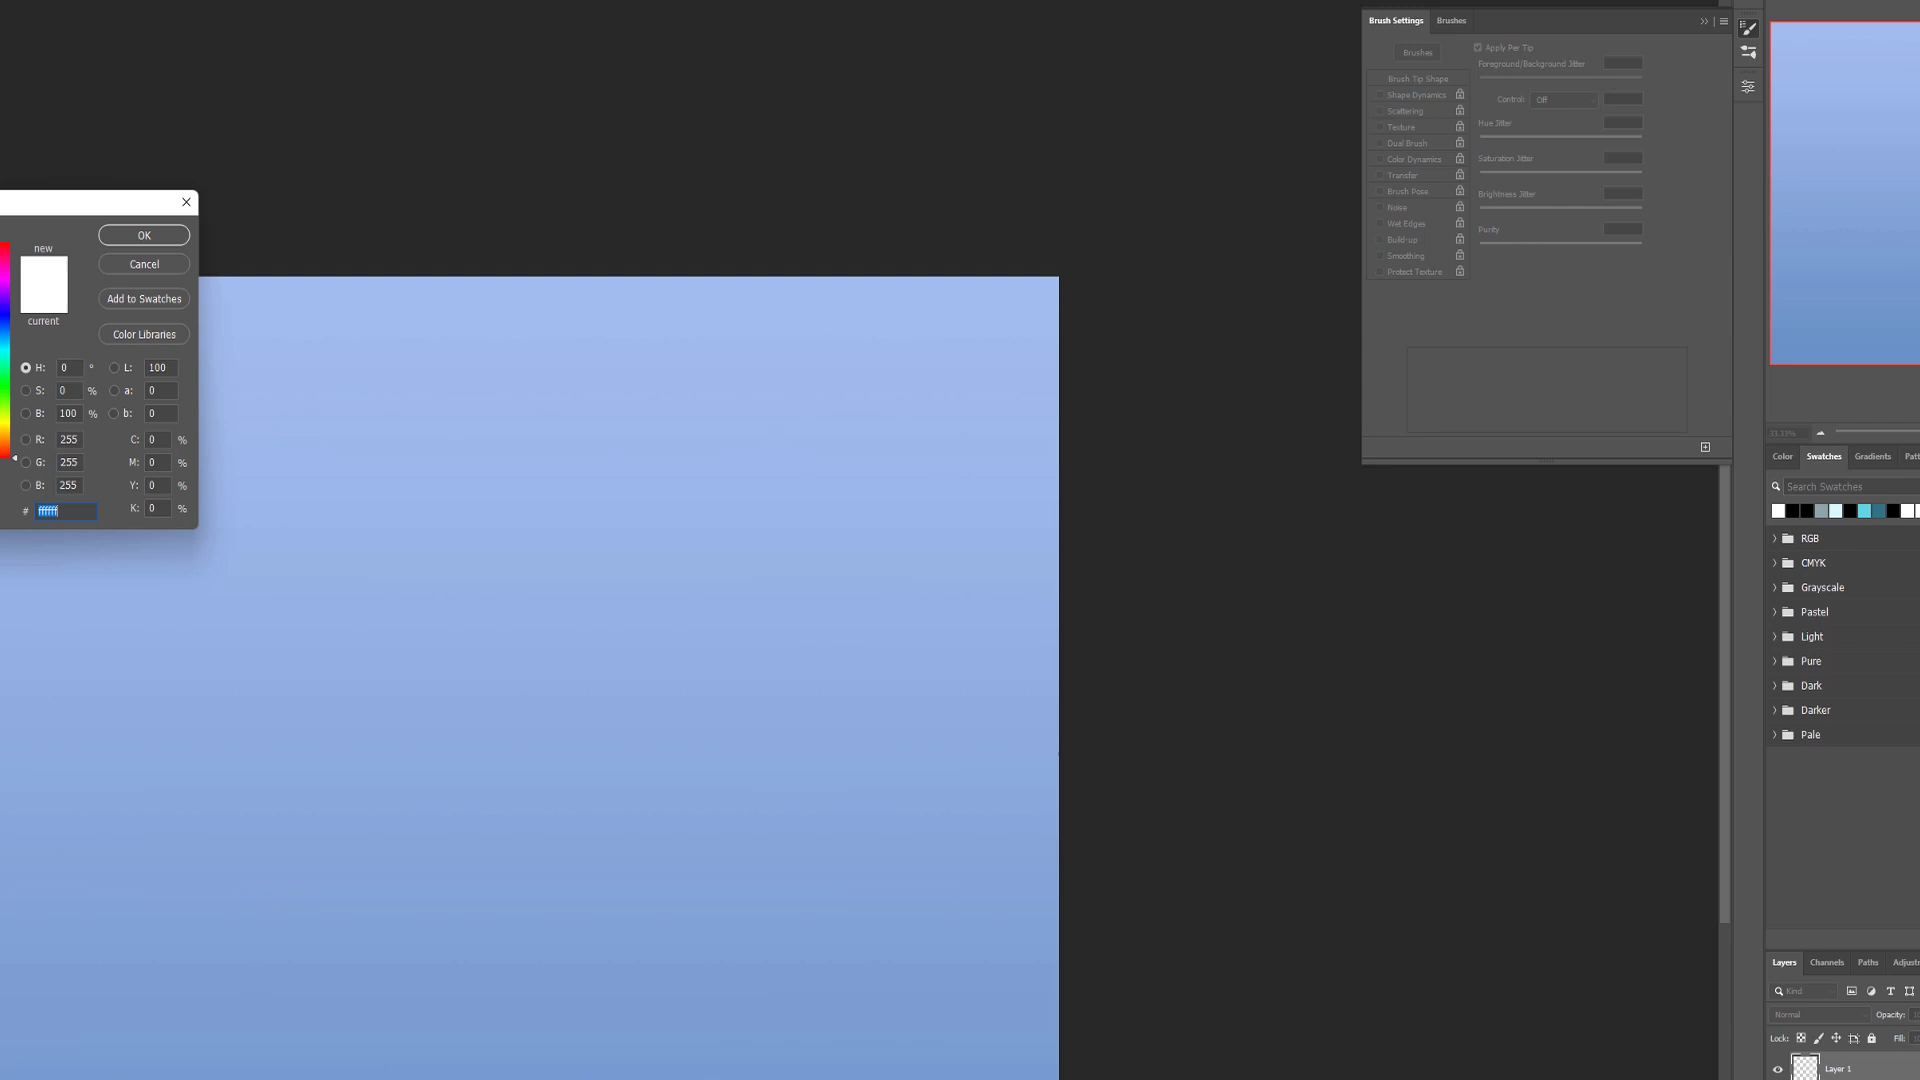 Brush Settings
Brushes
Brushes
Apply Per Tip
Foreground/Background Jitter
Brush Tip Shape
Shape Dynamics
Control: Off
Scattering
Hue Jitter
Texture
Dual Brush
Color Dynamics
Saturation Jitter
Transfer
Brush Pose
Brightness Jitter
Noise
Wet Edges
Purity
Build-up
Smoothing
Protect Texture
new
OK
Cancel
Add to Swatches
current
Color Libraries
H: 0 °
L: 100
S: 0 %
a: 0
B: 100 %
b: 0
R: 255
C: 0 %
G: 255
M: 0 %
B: 255
Y: 0 %
# ffffff
K: 0 %
33.33%
Color
Swatches
Gradients
Patt
Search Swatches
RGB
CMYK
Grayscale
Pastel
Light
Pure
Dark
Darker
Pale
Layers
Channels
Paths
Adjustm
Kind
Normal
Opacity:
Lock:
Fill:
Layer 1